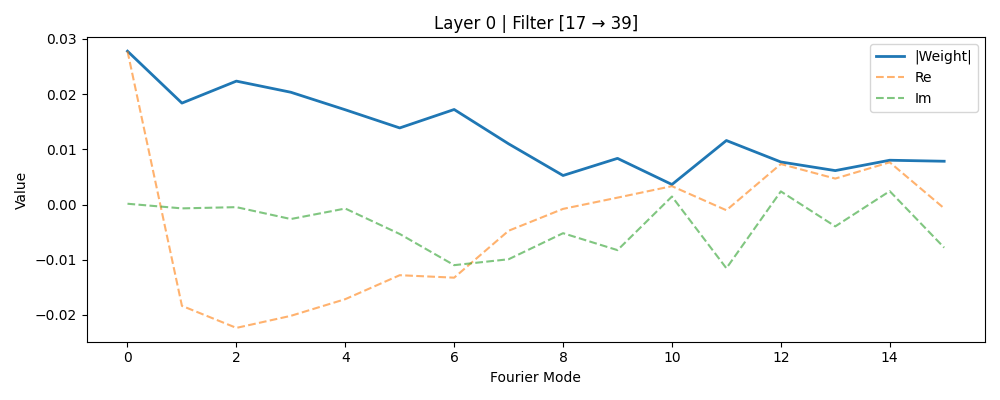 Layer 0 | Filter [17 → 39]
|Weight|
Re
Im
Value
0.03
0.02
0.01
0.00
−0.01
−0.02
0 2 4 6 8 10 12 14
Fourier Mode